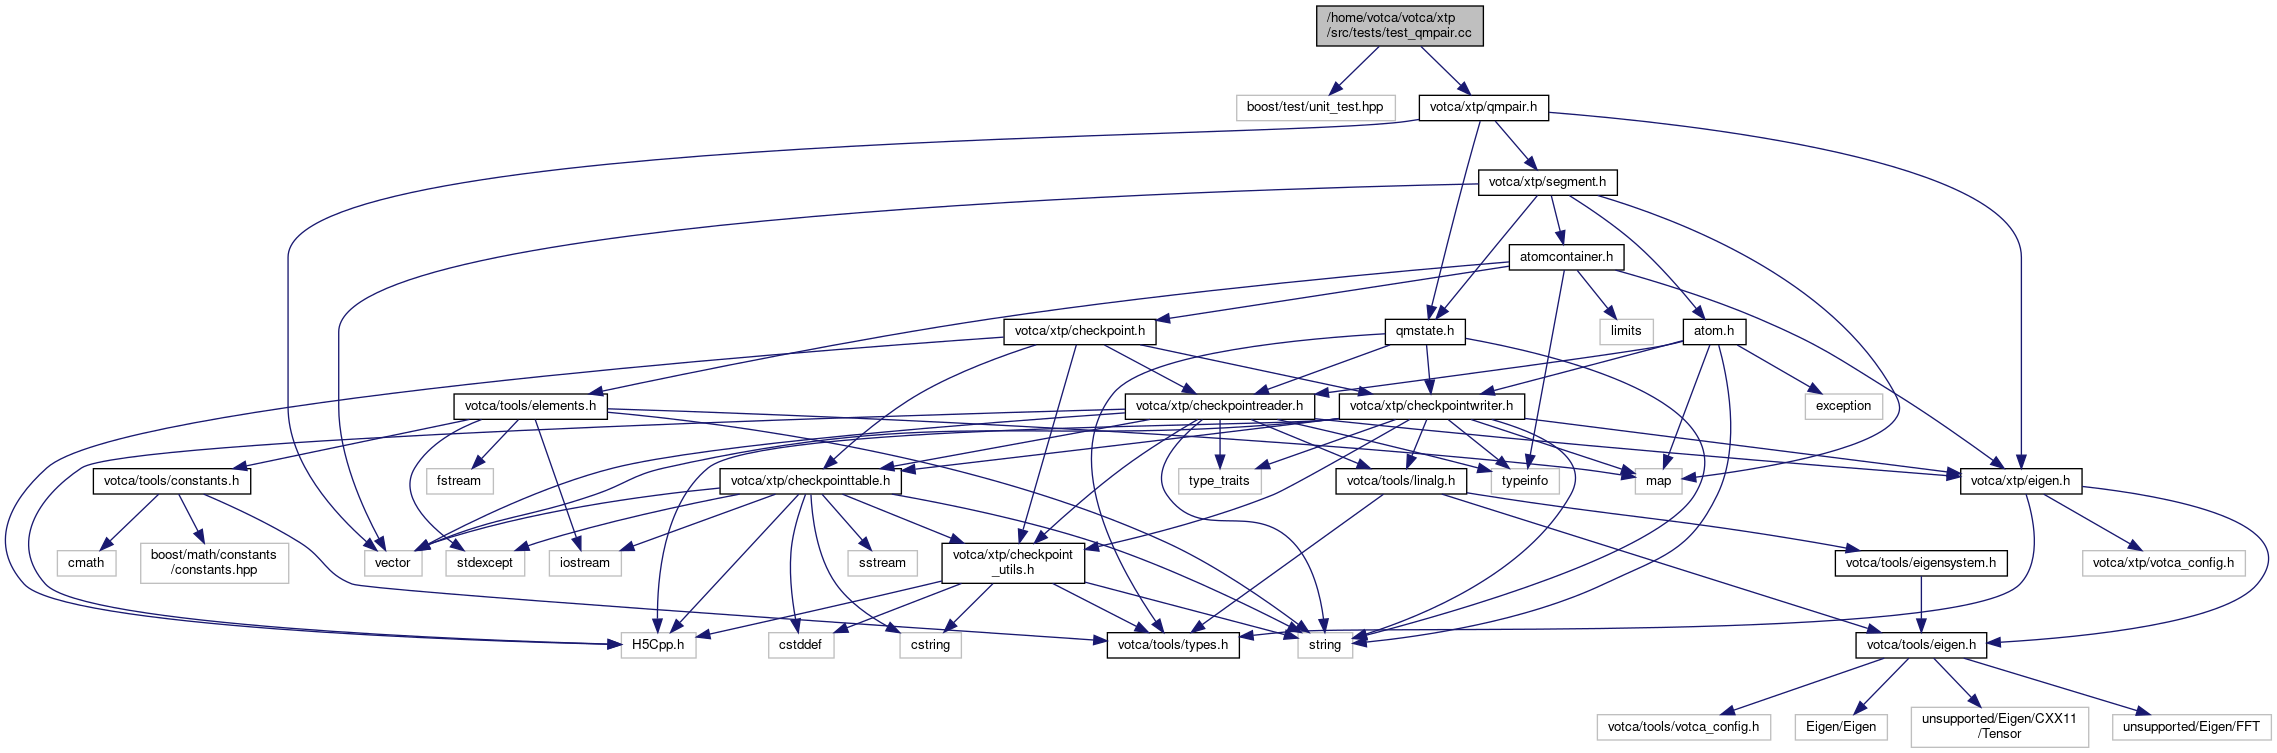 /home/votca/votca/xtp
/src/tests/test_qmpair.cc
boost/test/unit_test.hpp
votca/xtp/qmpair.h
votca/xtp/segment.h
atomcontainer.h
votca/xtp/checkpoint.h
qmstate.h
limits
atom.h
votca/tools/elements.h
votca/xtp/checkpointreader.h
votca/xtp/checkpointwriter.h
exception
votca/tools/constants.h
fstream
votca/xtp/checkpointtable.h
type_traits
votca/tools/linalg.h
typeinfo
map
votca/xtp/eigen.h
cmath
boost/math/constants
/constants.hpp
vector
stdexcept
iostream
sstream
votca/xtp/checkpoint
_utils.h
votca/tools/eigensystem.h
votca/xtp/votca_config.h
H5Cpp.h
cstddef
cstring
votca/tools/types.h
string
votca/tools/eigen.h
votca/tools/votca_config.h
Eigen/Eigen
unsupported/Eigen/CXX11
/Tensor
unsupported/Eigen/FFT